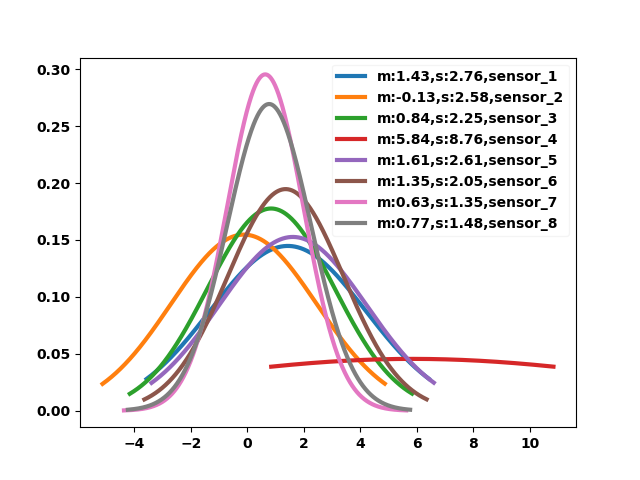 0.30
0.25
0.20
0.15
0.10
0.05
0.00
m:1.43,s:2.76,sensor_1
m:-0.13,s:2.58,sensor_2
m:0.84,s:2.25,sensor_3
m:5.84,s:8.76,sensor_4
m:1.61,s:2.61,sensor_5
m:1.35,s:2.05,sensor_6
m:0.63,s:1.35,sensor_7
m:0.77,s:1.48,sensor_8
−4 −2 0 2 4 6 8 10